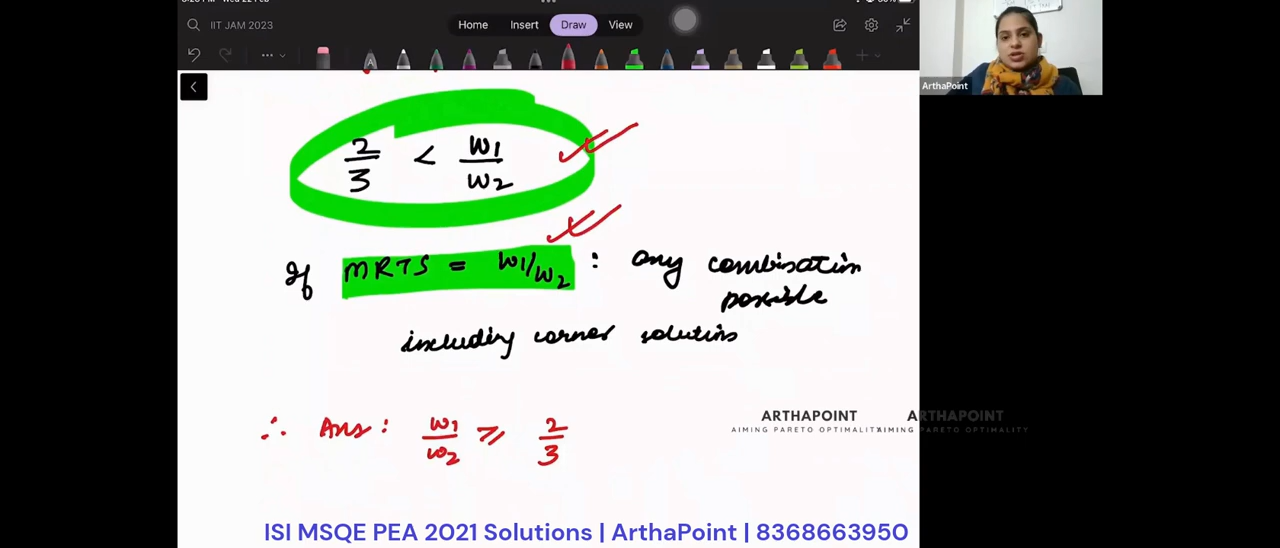 IIT JAM 2023
Home Insert Draw View
ArthaPoint
2/3 < w1/w2
If MRTS = w1/w2 : any combination
possible
including corner solution
∴ Ans : w1/w2 ⩾ 2/3
ARTHAPOINT ARTHAPOINT
AIMING PARETO OPTIMALITY AIMING PARETO OPTIMALITY
ISI MSQE PEA 2021 Solutions | ArthaPoint | 8368663950